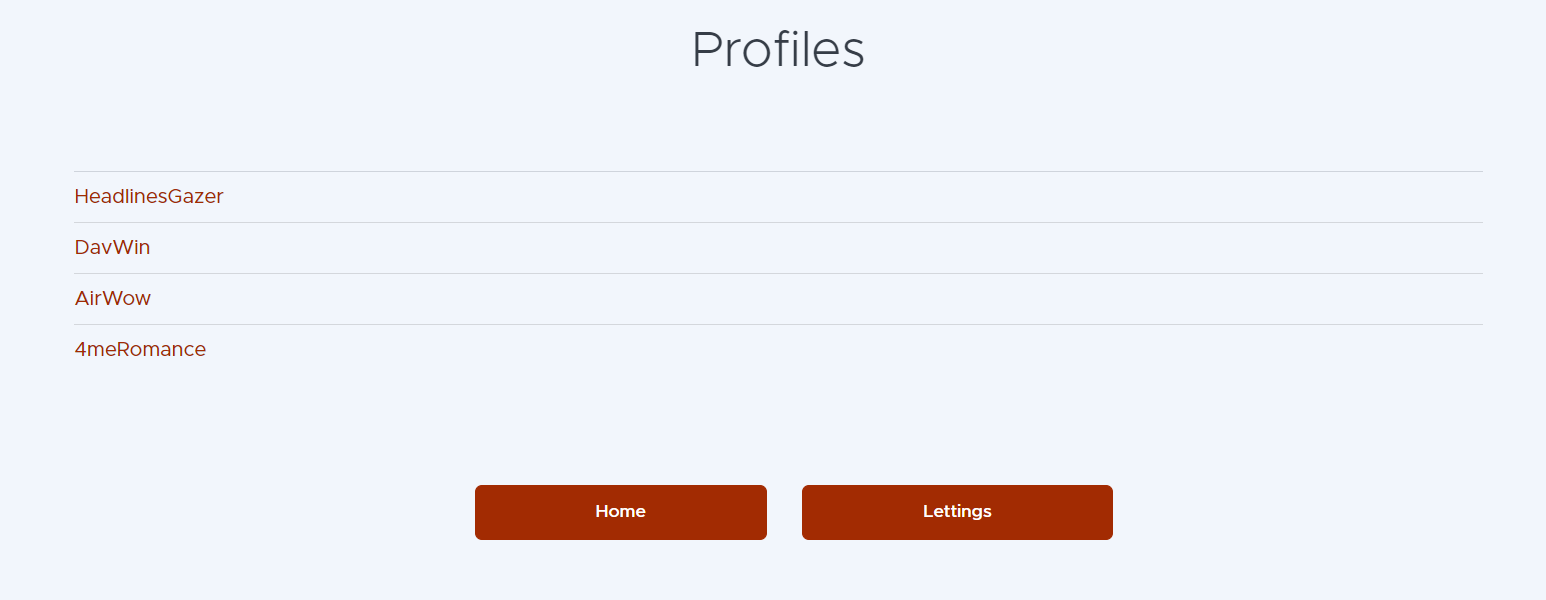 Profiles
HeadlinesGazer
DavWin
AirWow
4meRomance
Home
Lettings